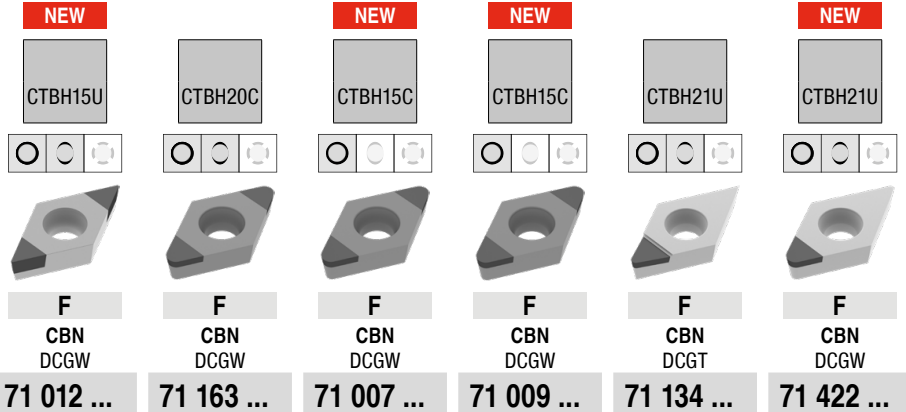 NEW NEW NEW NEW
CTBH15U CTBH20C CTBH15C CTBH15C CTBH21U CTBH21U
F F F F F F
CBN CBN CBN CBN CBN CBN
DCGW DCGW DCGW DCGW DCGT DCGW
71 012 ... 71 163 ... 71 007 ... 71 009 ... 71 134 ... 71 422 ...